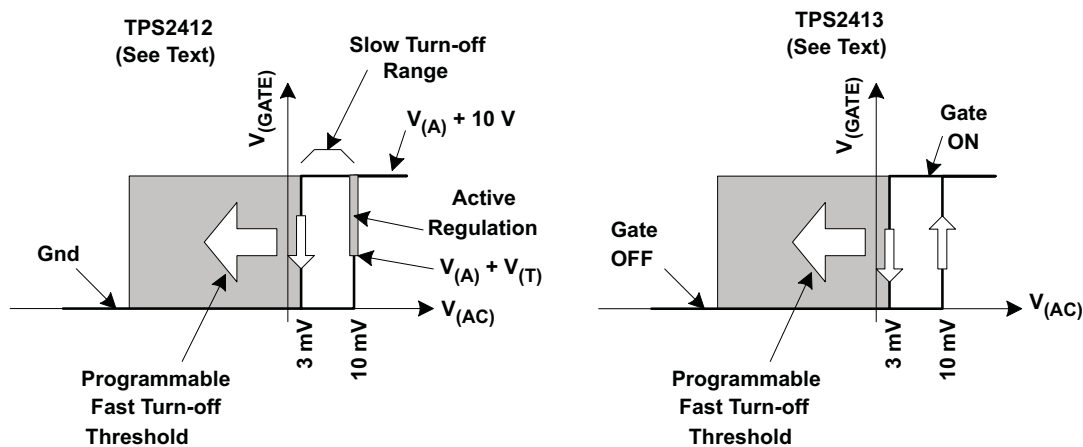 TPS2412
(See Text)
Slow Turn-off
Range
V(GATE)
V(A) + 10 V
Active
Regulation
Gnd
V(A) + V(T)
V(AC)
3 mV
10 mV
Programmable
Fast Turn-off
Threshold
TPS2413
(See Text)
V(GATE)
Gate
ON
Gate
OFF
V(AC)
3 mV
10 mV
Programmable
Fast Turn-off
Threshold